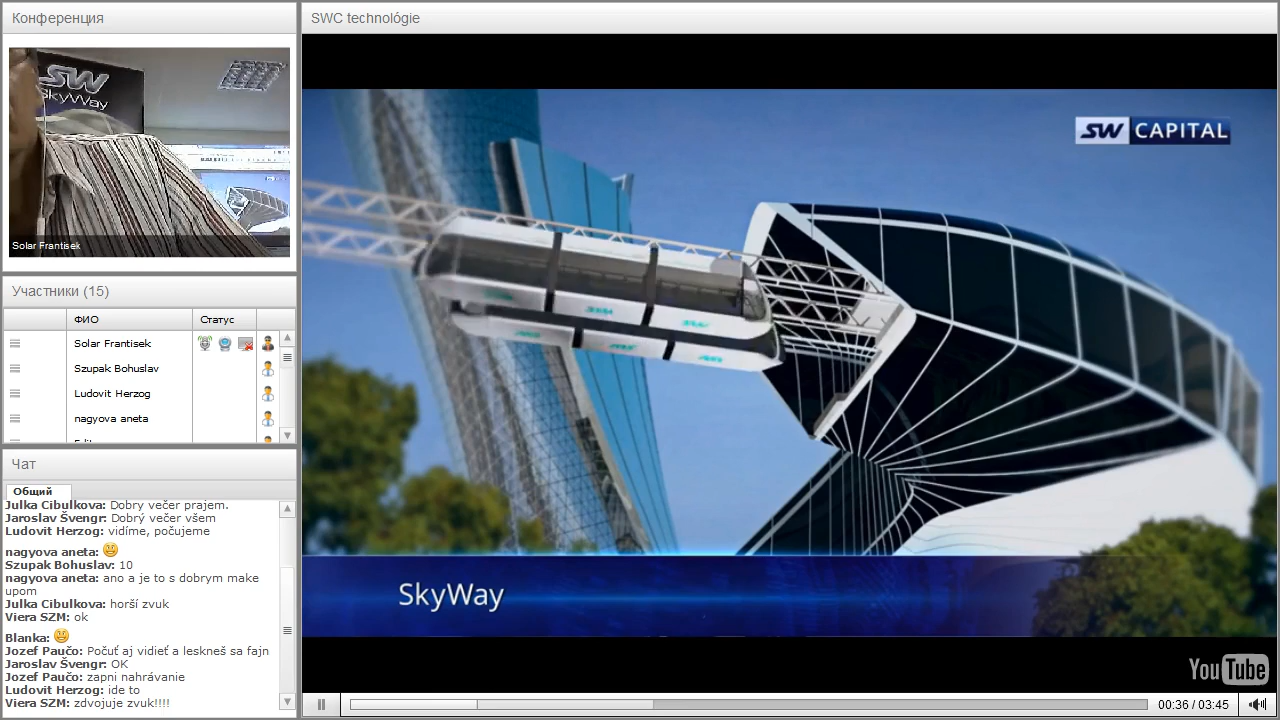 Конференция
SW
SkyWay
Solar Frantisek
Участники (15)
ФИО
Статус
Solar Frantisek
Szupak Bohuslav
Ludovit Herzog
nagyova aneta
Чат
Общий
Julka Cibulkova: Dobry večer prajem.
Jaroslav Švengr: Dobrý večer všem
Ludovit Herzog: vidíme, počujeme
nagyova aneta:
Szupak Bohuslav: 10
nagyova aneta: ano a je to s dobrym make
upom
Julka Cibulkova: horší zvuk
Viera SZM: ok
Blanka:
Jozef Paučo: Počuť aj vidieť a leskneš sa fajn
Jaroslav Švengr: OK
Jozef Paučo: zapni nahrávanie
Ludovit Herzog: ide to
Viera SZM: zdvojuje zvuk!!!!
SWC technológie
SW CAPITAL
SkyWay
YouTube
00:36 / 03:45